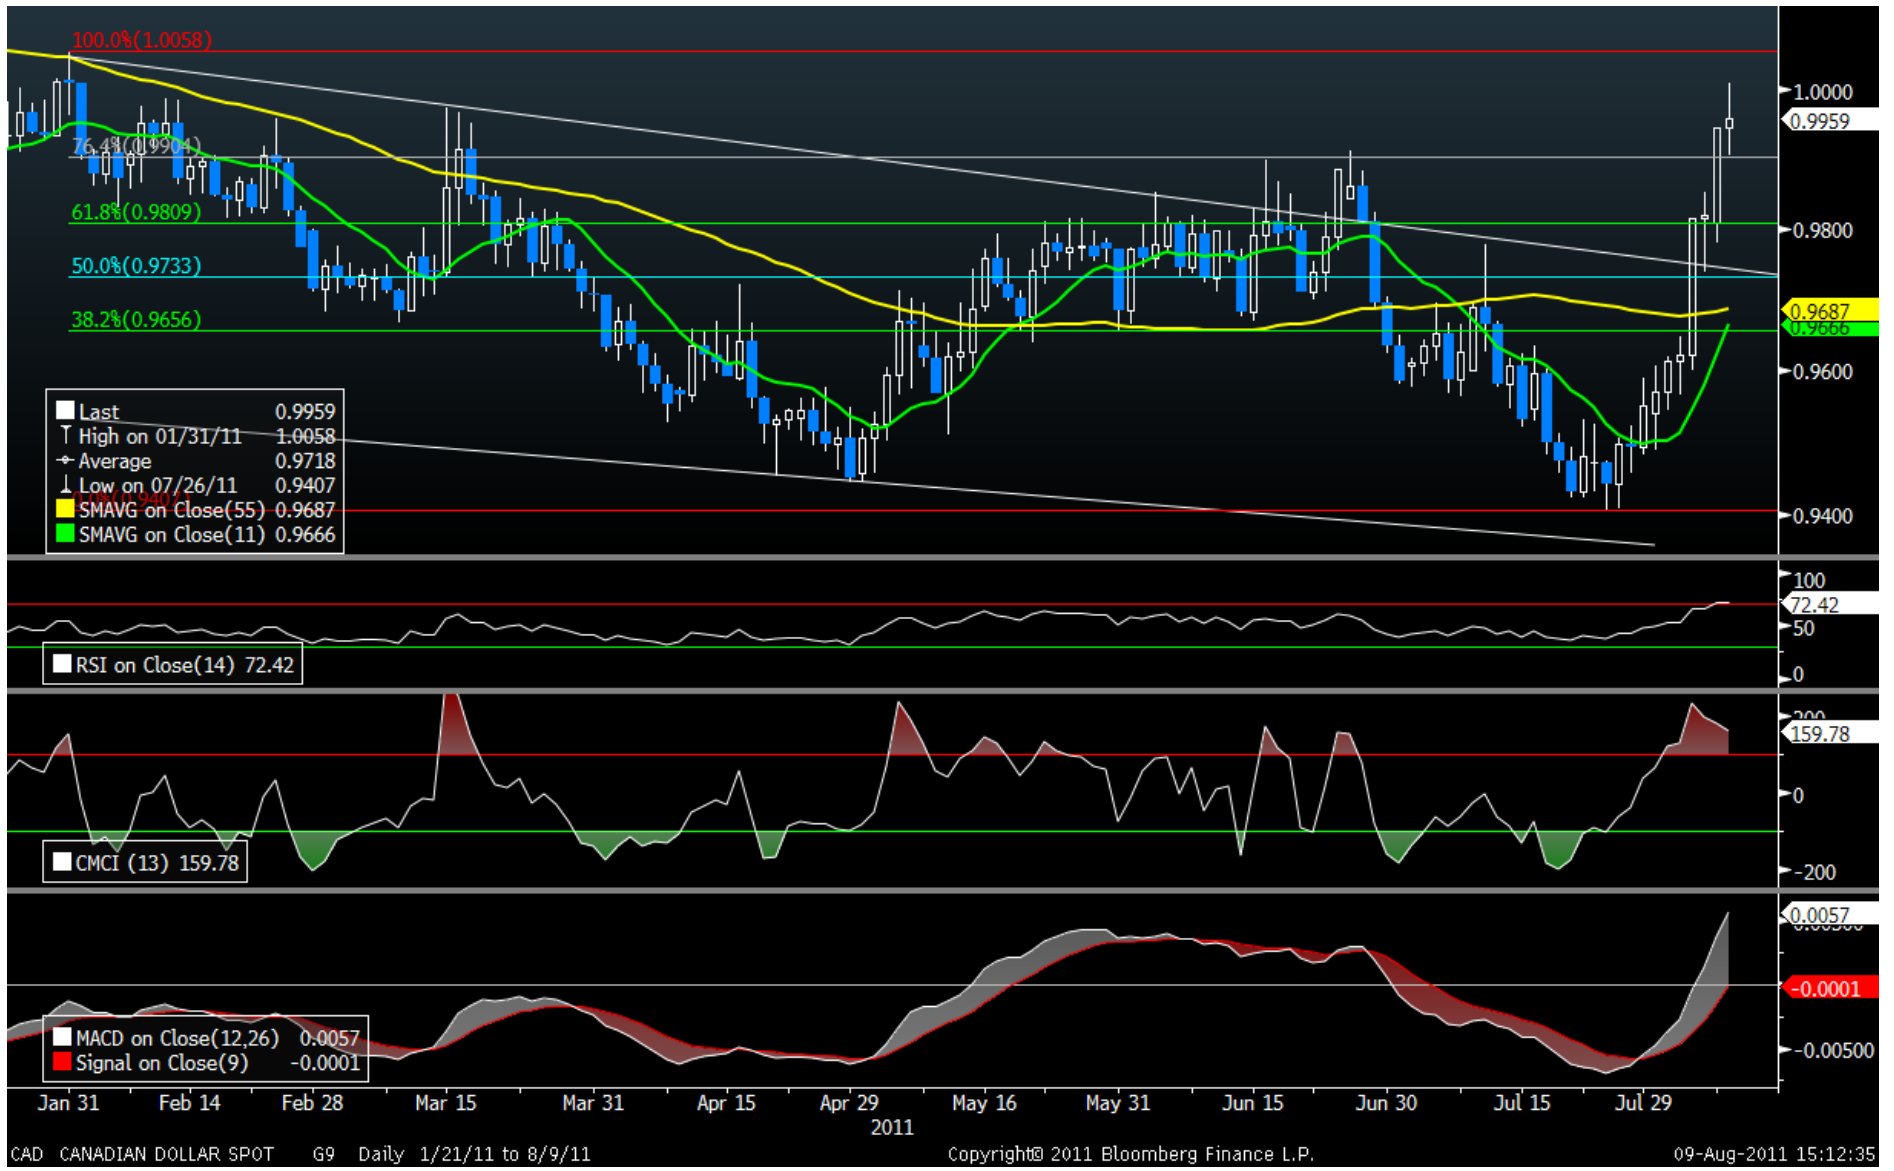 100.0%(1.0058)
1.0000
0.9959
76.4%(0.9904)
61.8%(0.9809)
0.9800
50.0%(0.9733)
0.9687
38.2%(0.9656)
0.9666
0.9600
Last 0.9959
High on 01/31/11 1.0058
Average 0.9718
Low on 07/26/11 0.9407
0.0%(0.9407)
SMAVG on Close(55) 0.9687
SMAVG on Close(11) 0.9666
0.9400
100
72.42
50
RSI on Close(14) 72.42
0
200
159.78
0
CMCI (13) 159.78
-200
0.0057
0.00500
-0.0001
MACD on Close(12,26) 0.0057
Signal on Close(9) -0.0001
-0.00500
Jan 31 Feb 14 Feb 28 Mar 15 Mar 31 Apr 15 Apr 29 May 16 May 31 Jun 15 Jun 30 Jul 15 Jul 29
2011
CAD CANADIAN DOLLAR SPOT G9 Daily 1/21/11 to 8/9/11 Copyright© 2011 Bloomberg Finance L.P. 09-Aug-2011 15:12:35